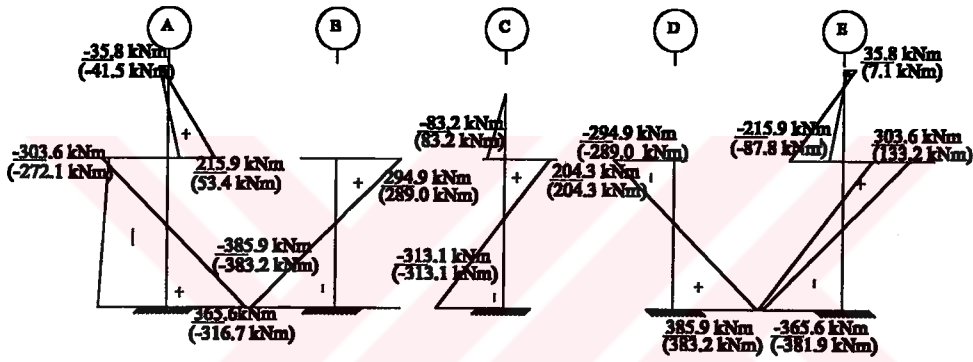 A
B
C
D
E
-35.8 kNm
(-41.5 kNm)
35.8 kNm
(7.1 kNm)
-83.2 kNm
(83.2 kNm)
-294.9 kNm
(-289.0 kNm)
-215.9 kNm
(-87.8 kNm)
303.6 kNm
(133.2 kNm)
-303.6 kNm
(-272.1 kNm)
215.9 kNm
(53.4 kNm)
294.9 kNm
(289.0 kNm)
204.3 kNm
(204.3 kNm)
-385.9 kNm
(-383.2 kNm)
-313.1 kNm
(-313.1 kNm)
365.6kNm
(-316.7 kNm)
385.9 kNm
(383.2 kNm)
-365.6 kNm
(-381.9 kNm)